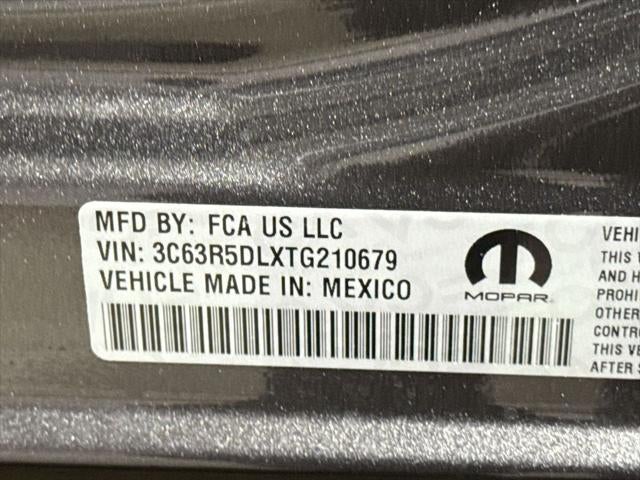 MFD BY: FCA US LLC
VIN: 3C63R5DLXTG210679
VEHICLE MADE IN: MEXICO
MOPAR
VEHI
THIS V
AND H
PROHI
OTHER
CONTRO
THIS VE
AFTER S